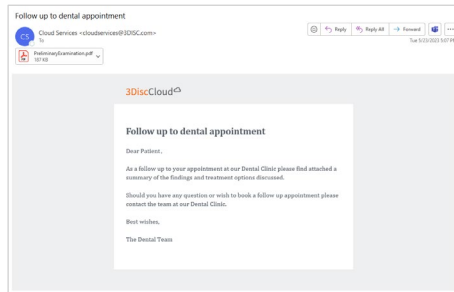 Follow up to dental appointment
CS
Cloud Services <cloudservices@3DISC.com>
To
Reply
Reply All
Forward
Tue 5/23/2023 5:07 PM
PreliminaryExamination.pdf
187 KB
3DiscCloud
Follow up to dental appointment
Dear Patient,
As a follow up to your appointment at our Dental Clinic please find attached a
summary of the findings and treatment options discussed.
Should you have any question or wish to book a follow up appointment please
contact the team at our Dental Clinic.
Best wishes,
The Dental Team